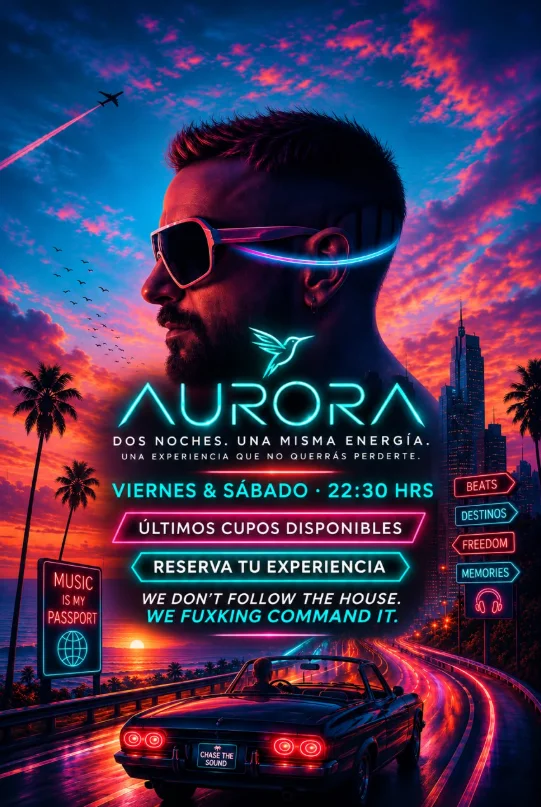 AURORA
DOS NOCHES. UNA MISMA ENERGÍA.
UNA EXPERIENCIA QUE NO QUERRÁS PERDERTE.
VIERNES & SÁBADO · 22:30 HRS
ÚLTIMOS CUPOS DISPONIBLES
RESERVA TU EXPERIENCIA
WE DON'T FOLLOW THE HOUSE.
WE FUXKING COMMAND IT.
BEATS
DESTINOS
FREEDOM
MEMORIES
MUSIC
IS MY
PASSPORT
CHASE THE
SOUND